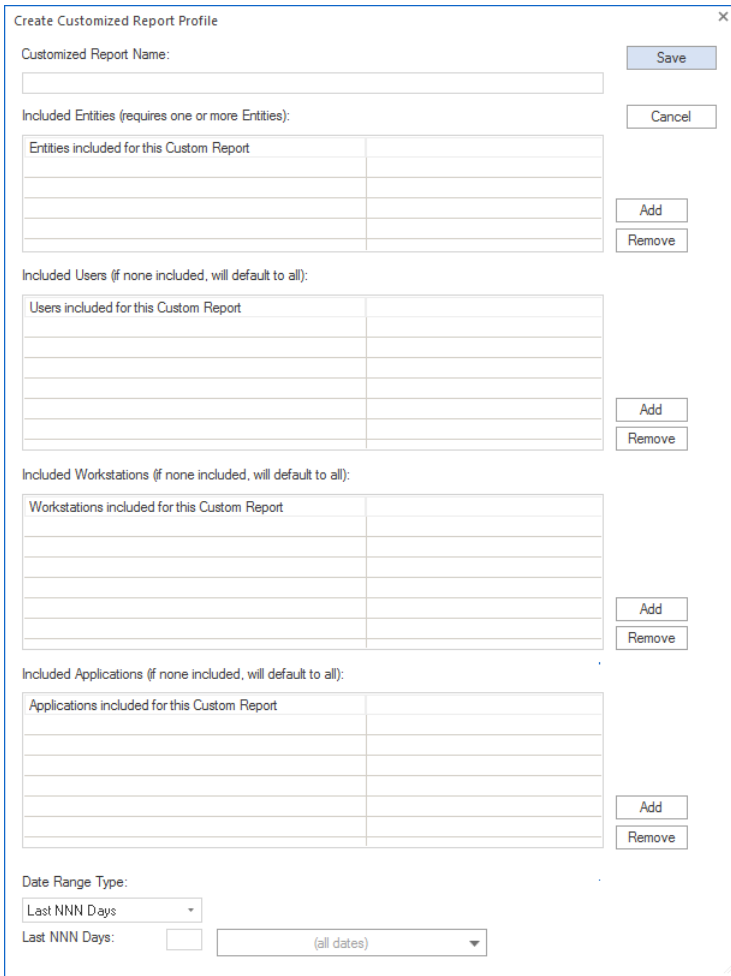 Create Customized Report Profile
Customized Report Name:
Save
Included Entities (requires one or more Entities):
Cancel
Entities included for this Custom Report
Add
Remove
Included Users (if none included, will default to all):
Users included for this Custom Report
Add
Remove
Included Workstations (if none included, will default to all):
Workstations included for this Custom Report
Add
Remove
Included Applications (if none included, will default to all):
Applications included for this Custom Report
Add
Remove
Date Range Type:
Last NNN Days
Last NNN Days:
(all dates)